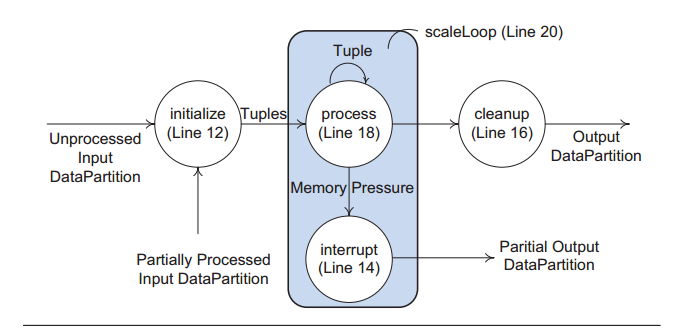 scaleLoop (Line 20)
Tuple
initialize
(Line 12)
Tuples
process
(Line 18)
cleanup
(Line 16)
Unprocessed
Input
DataPartition
Output
DataPartition
Memory Pressure
interrupt
(Line 14)
Partially Processed
Input DataPartition
Paritial Output
DataPartition